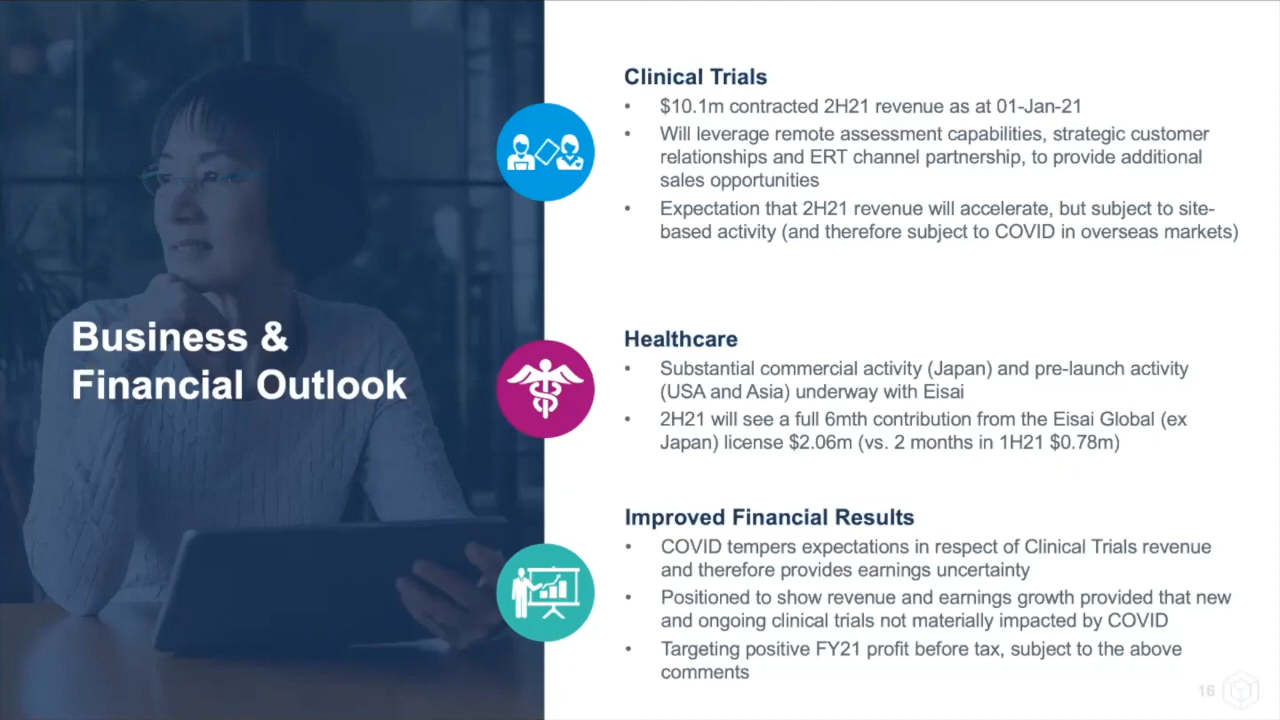 Business &
Financial Outlook
Clinical Trials
• $10.1m contracted 2H21 revenue as at 01-Jan-21
• Will leverage remote assessment capabilities, strategic customer
relationships and ERT channel partnership, to provide additional
sales opportunities
• Expectation that 2H21 revenue will accelerate, but subject to site-
based activity (and therefore subject to COVID in overseas markets)
Healthcare
• Substantial commercial activity (Japan) and pre-launch activity
(USA and Asia) underway with Eisai
• 2H21 will see a full 6mth contribution from the Eisai Global (ex
Japan) license $2.06m (vs. 2 months in 1H21 $0.78m)
Improved Financial Results
• COVID tempers expectations in respect of Clinical Trials revenue
and therefore provides earnings uncertainty
• Positioned to show revenue and earnings growth provided that new
and ongoing clinical trials not materially impacted by COVID
• Targeting positive FY21 profit before tax, subject to the above
comments
16